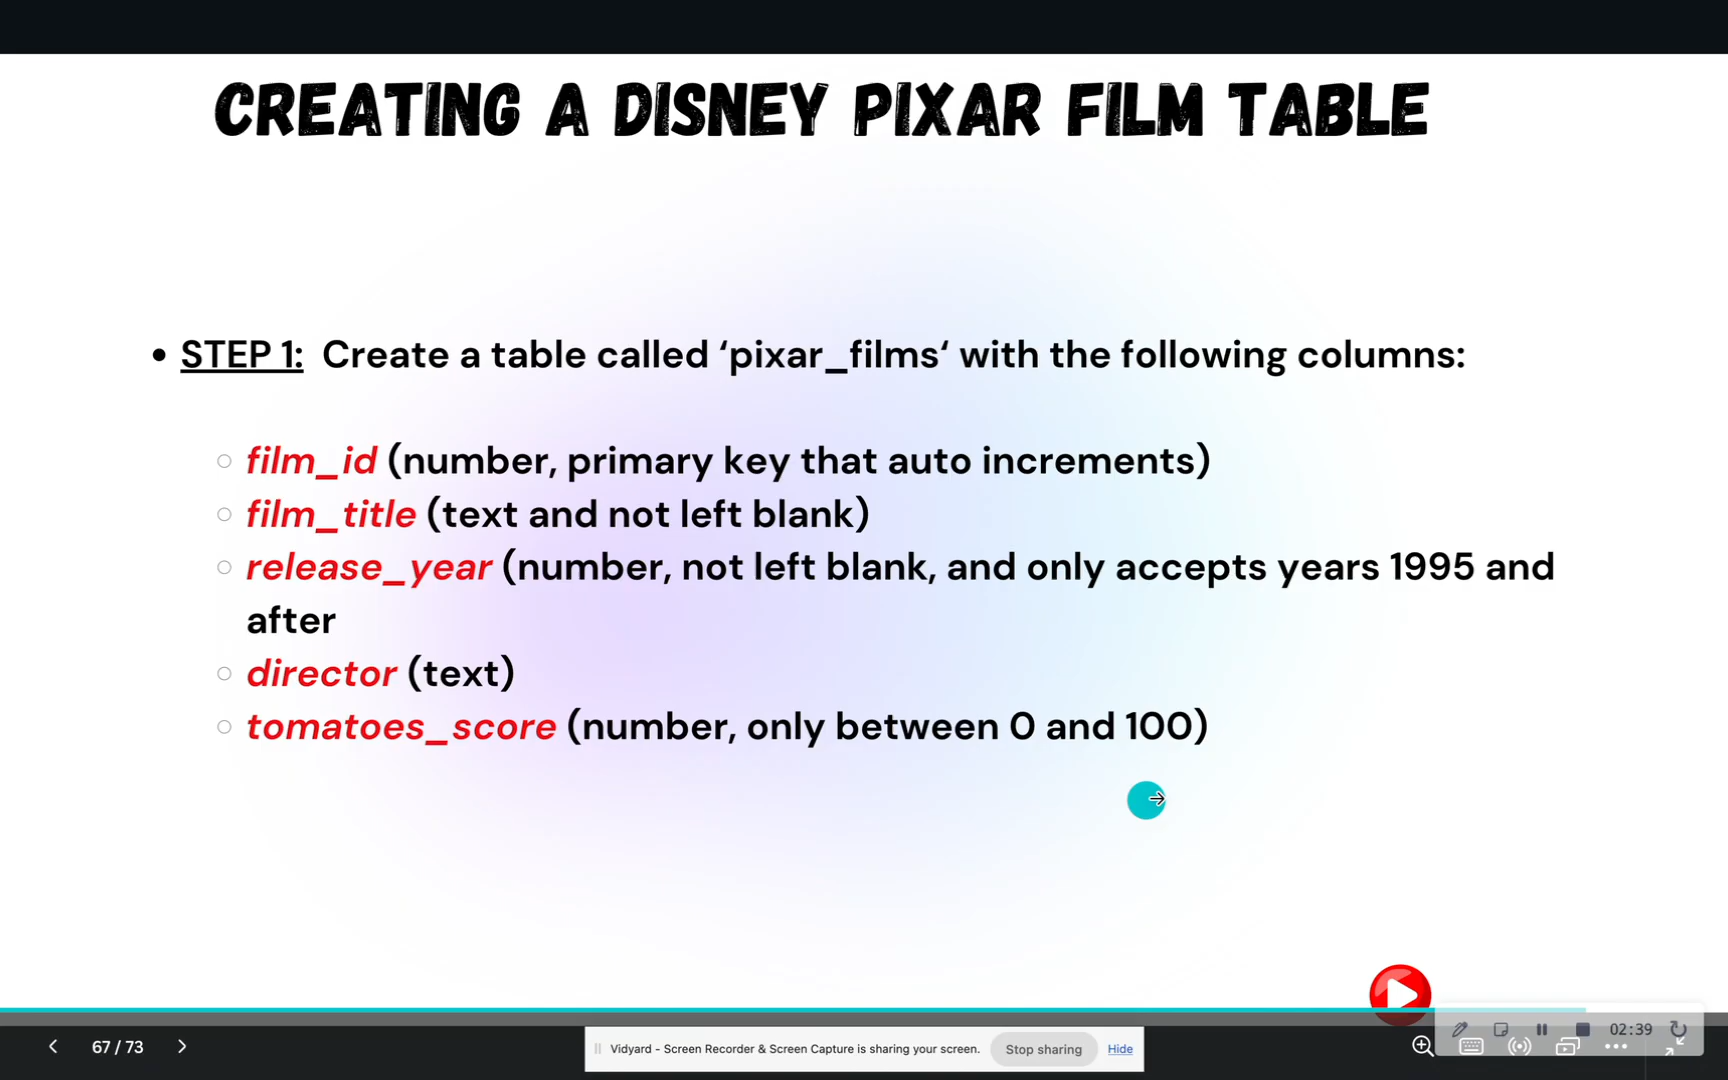 CREATING A DISNEY PIXAR FILM TABLE
• STEP 1: Create a table called ‘pixar_films‘ with the following columns:
○ film_id (number, primary key that auto increments)
○ film_title (text and not left blank)
○ release_year (number, not left blank, and only accepts years 1995 and
after
○ director (text)
○ tomatoes_score (number, only between 0 and 100)
02:39
67 / 73
Vidyard - Screen Recorder & Screen Capture is sharing your screen. Stop sharing Hide